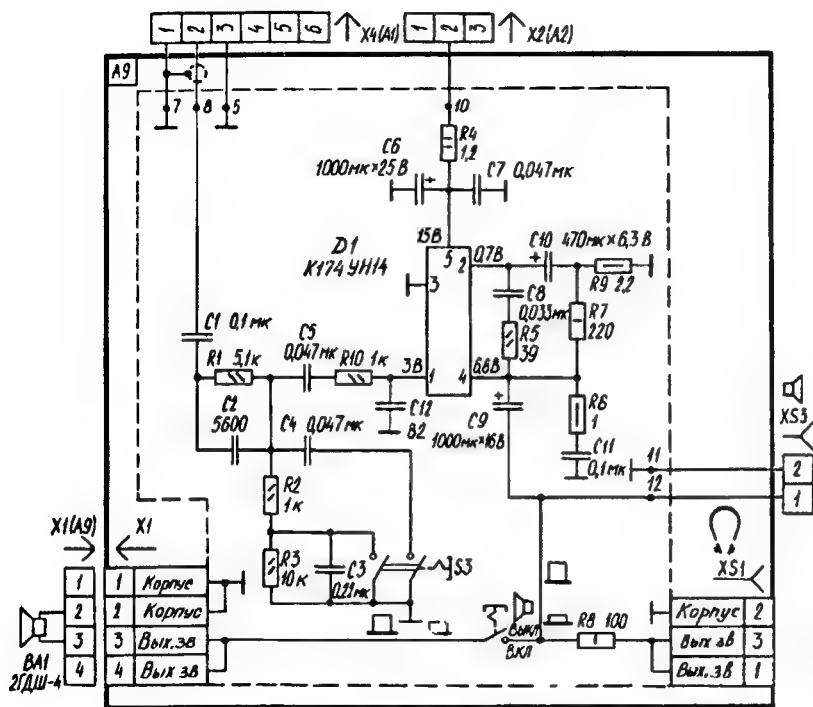 1 2 3 4 5 6 X4(A1)
1 2 3 X2(A2)
A9
7 8 5
10
R4
1,2
C6
1000мк×25В
C7 0,047мк
15В
D1
К174УН14
5 2
3
1 4
0,7В
C10 470мк×6,3В
R9 2,2
C8
0,033мк
R7
220
R5
39
C1 0,1мк
R1 5,1к
C5
0,047мк
R10 1к
3В
6,8В
C2
5600
C4 0,047мк
C12
82
C9
1000мк×16В
R6
1
C11
0,1мк
11
12
XS3
2
1
R2
1к
R3
10к
C3
0,22мк
S3
X1(A9) X1
1 1 Корпус
2 2 Корпус
3 3 Вых.зв
4 4 Вых зв
ВА1
2ГДШ-4
Выкл
Вкл
R8 100
XS1
Корпус 2
Вых зв 3
Вых.зв 1